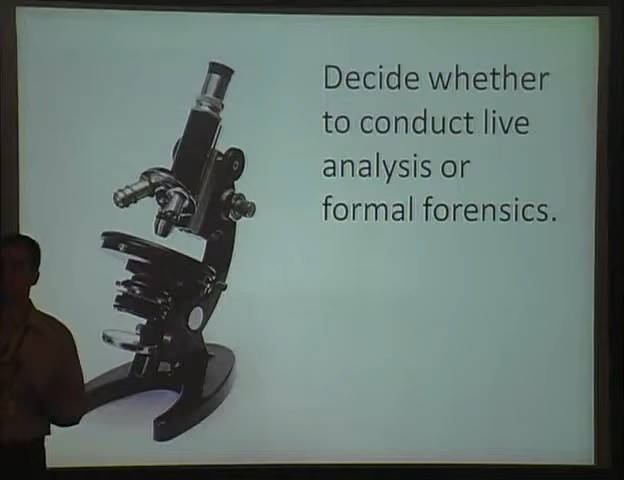 Decide whether
to conduct live
analysis or
formal forensics.